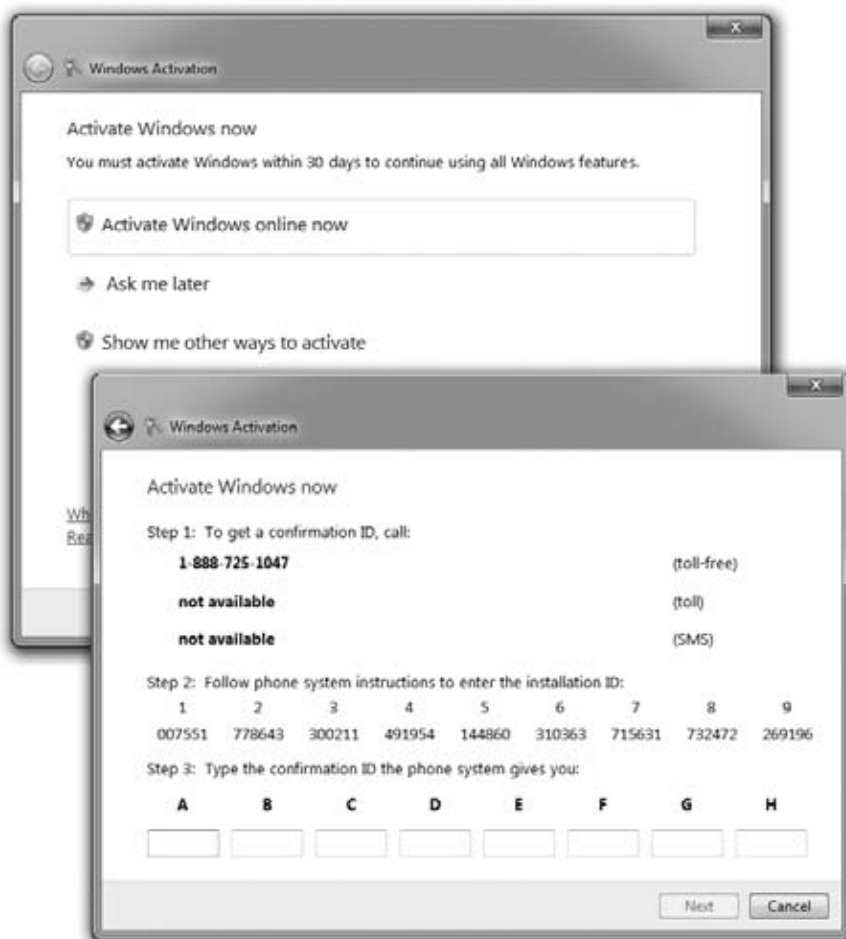 Windows Activation
Activate Windows now
You must activate Windows within 30 days to continue using all Windows features.
Activate Windows online now
Ask me later
Show me other ways to activate
Windows Activation
Activate Windows now
Step 1: To get a confirmation ID, call:
1-888-725-1047 (toll-free)
not available (toll)
not available (SMS)
Step 2: Follow phone system instructions to enter the installation ID:
1 2 3 4 5 6 7 8 9
007551 778643 300211 491954 144860 310363 715631 732472 269196
Step 3: Type the confirmation ID the phone system gives you:
A B C D E F G H
Next Cancel